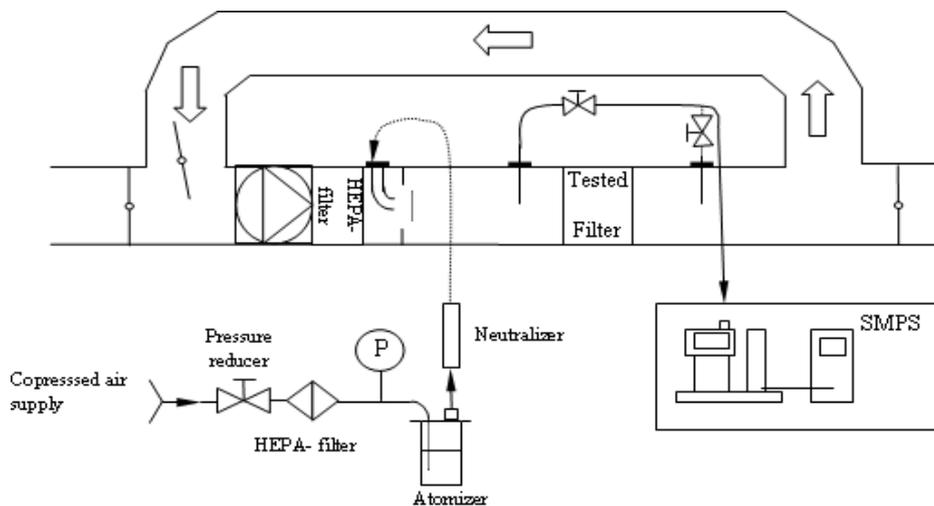 HEPA-
filter
Tested
Filter
SMPS
Neutralizer
Pressure
reducer
P
Copresssed air
supply
HEPA- filter
Atomizer